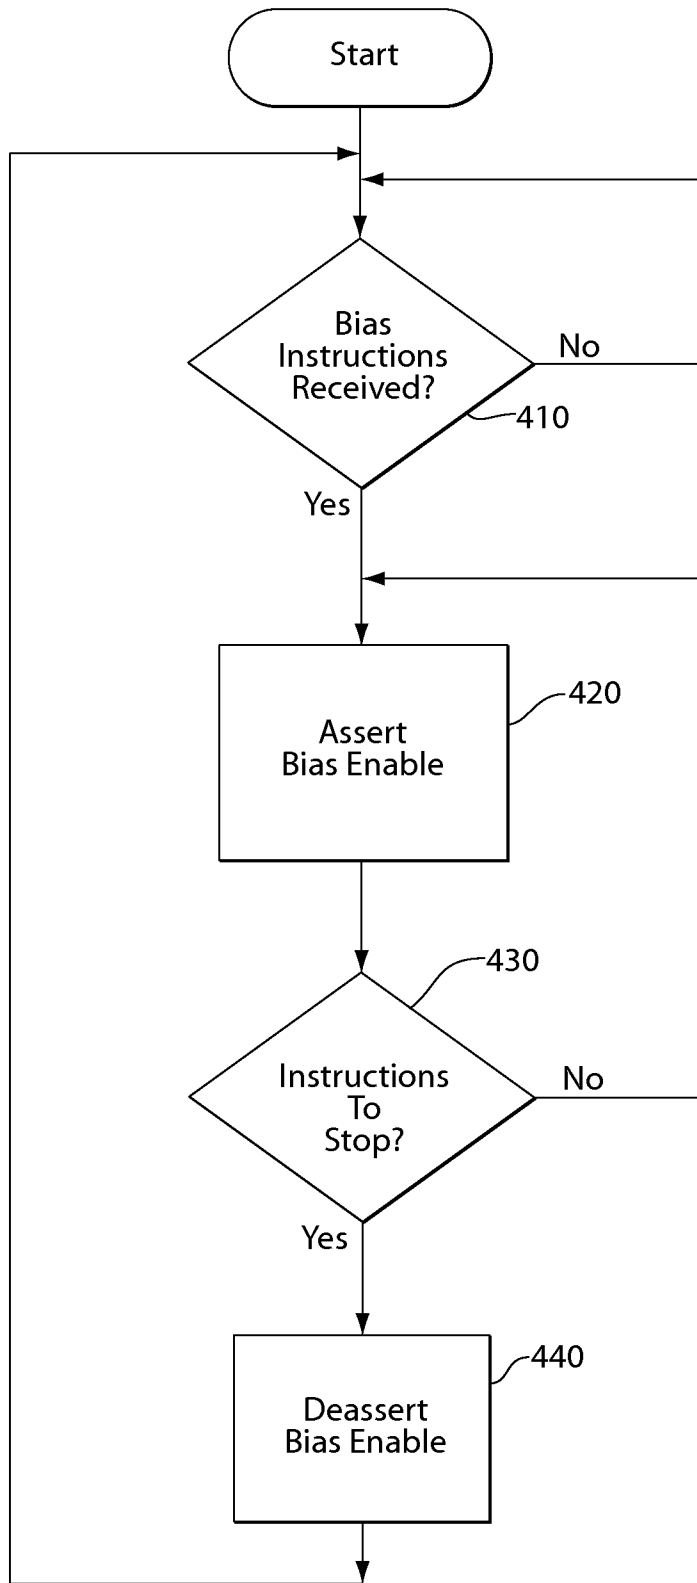 Start
Bias
Instructions
Received?
No
410
Yes
420
Assert
Bias Enable
430
Instructions
To
Stop?
No
Yes
440
Deassert
Bias Enable